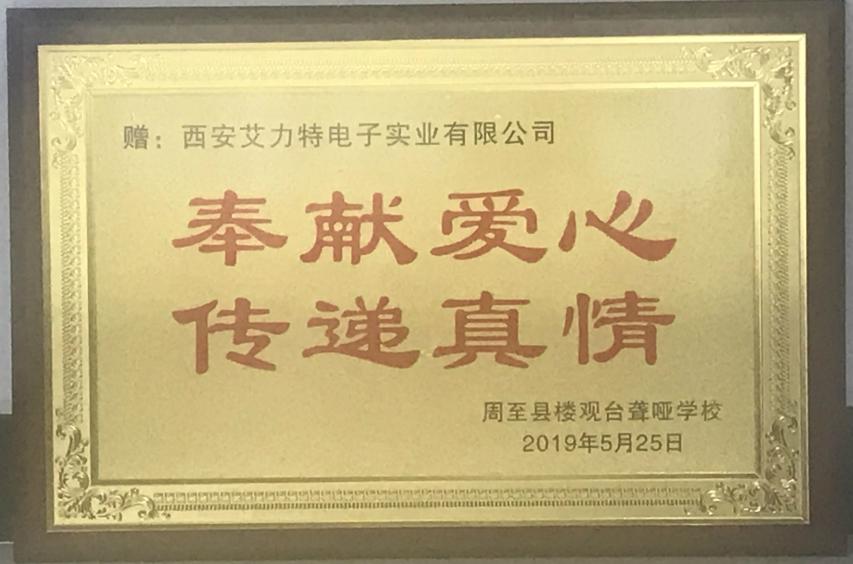 赠：西安艾力特电子实业有限公司
奉献爱心
传递真情
周至县楼观台聋哑学校
2019年5月25日